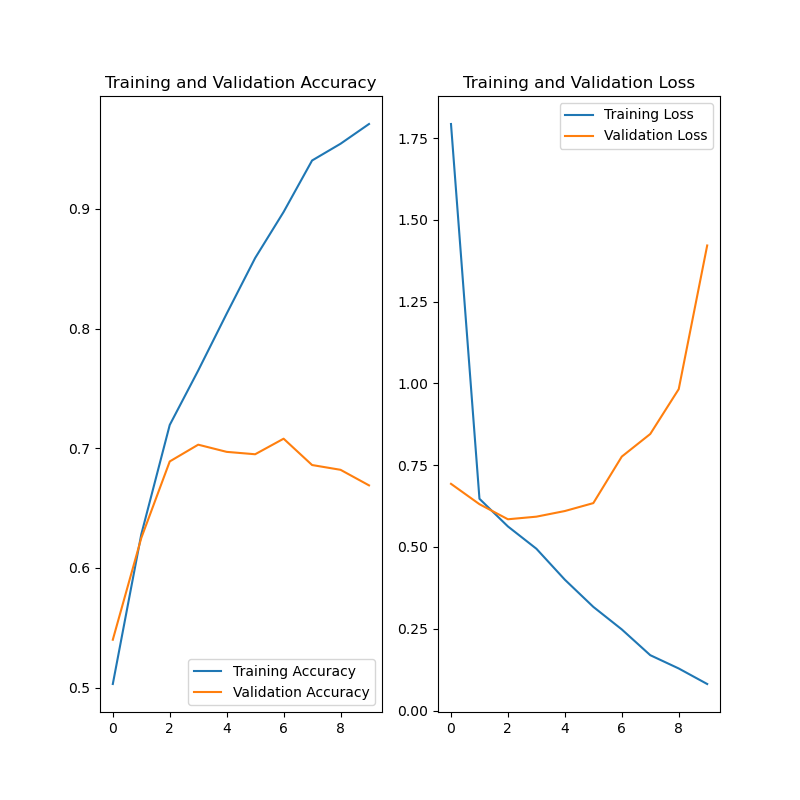 Training and Validation Accuracy
0.9
0.8
0.7
0.6
0.5
0 2 4 6 8
Training Accuracy
Validation Accuracy
Training and Validation Loss
1.75
1.50
1.25
1.00
0.75
0.50
0.25
0.00
0 2 4 6 8
Training Loss
Validation Loss